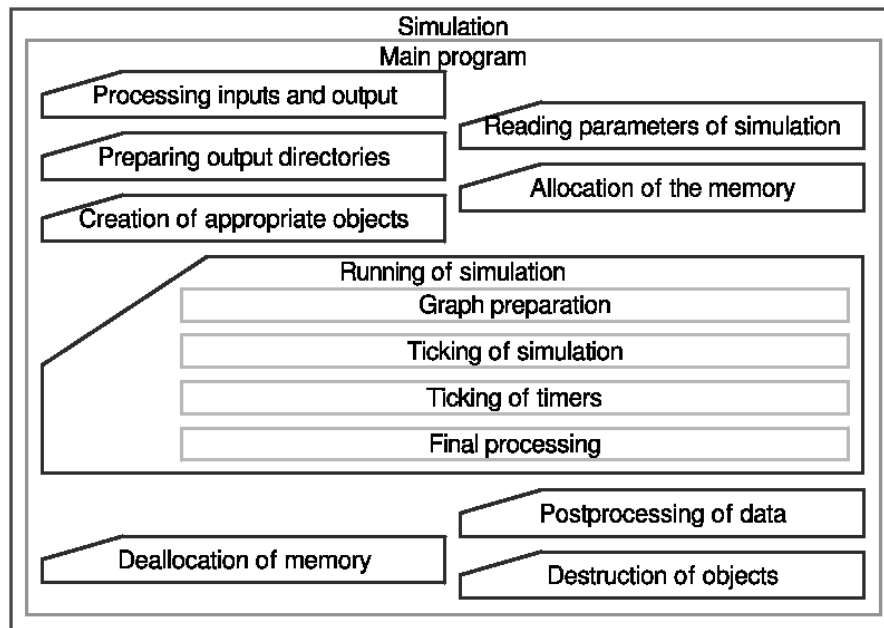 Simulation
Main program
Processing inputs and output
Reading parameters of simulation
Preparing output directories
Allocation of the memory
Creation of appropriate objects
Running of simulation
Graph preparation
Ticking of simulation
Ticking of timers
Final processing
Postprocessing of data
Deallocation of memory
Destruction of objects